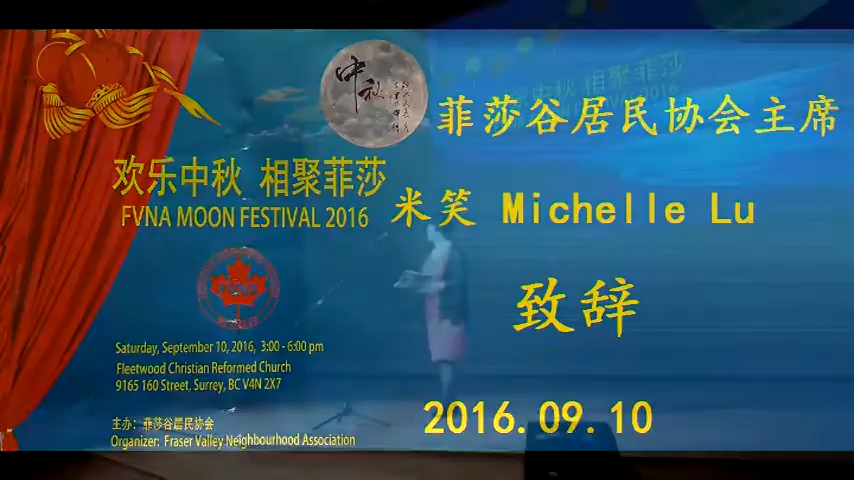 中秋
菲莎谷居民协会主席
欢乐中秋 相聚菲莎
FVNA MOON FESTIVAL 2016
米笑 Michelle Lu
致辞
FVNA
Saturday, September 10, 2016, 3:00 - 6:00 pm
Fleetwood Christian Reformed Church
9165 160 Street, Surrey, BC V4N 2X7
2016.09.10
主办：菲莎谷居民协会
Organizer: Fraser Valley Neighbourhood Association